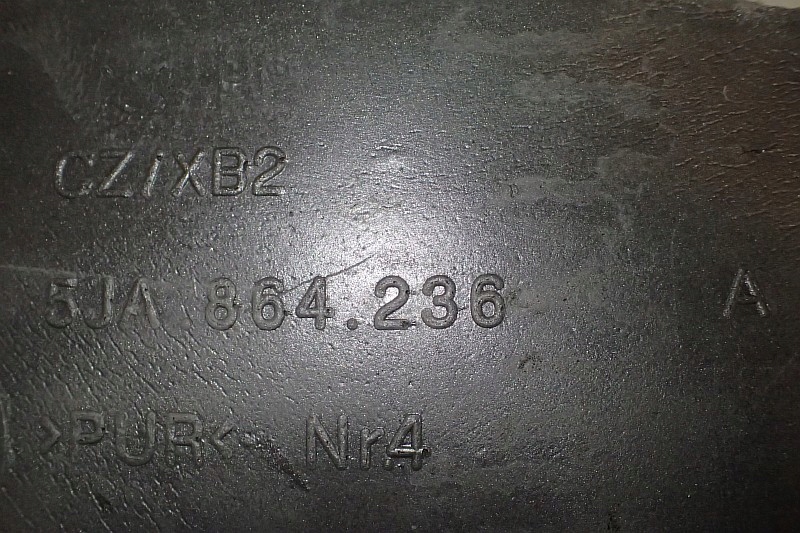 CZ/XB2
5JA 864.236 A
>PUR< Nr4